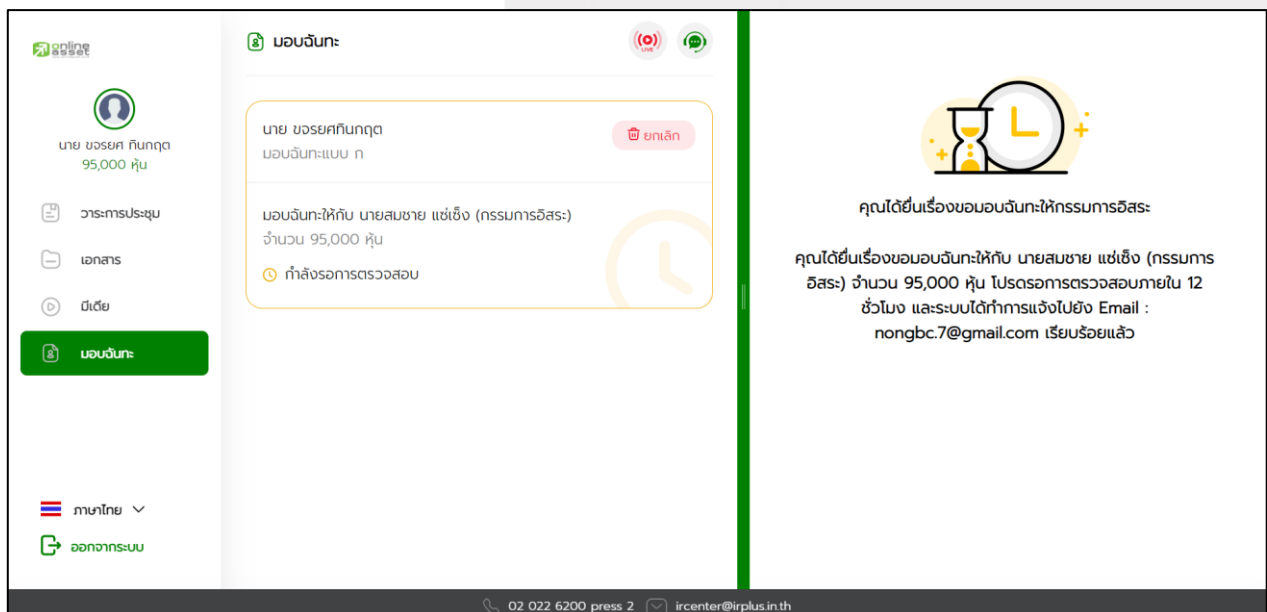 online
asset
นาย ขจรยศ ทินกฤต
95,000 หุ้น
วาระการประชุม
เอกสาร
มีเดีย
มอบฉันทะ
ภาษาไทย
ออกจากระบบ
มอบฉันทะ
LIVE
นาย ขจรยศทินกฤต
ยกเลิก
มอบฉันทะแบบ ก
มอบฉันทะให้กับ นายสมชาย แซ่เซ็ง (กรรมการอิสระ)
จำนวน 95,000 หุ้น
กำลังรอการตรวจสอบ
คุณได้ยื่นเรื่องขอมอบฉันทะให้กรรมการอิสระ
คุณได้ยื่นเรื่องขอมอบฉันทะให้กับ นายสมชาย แซ่เซ็ง (กรรมการ
อิสระ) จำนวน 95,000 หุ้น โปรดรอการตรวจสอบภายใน 12
ชั่วโมง และระบบได้ทำการแจ้งไปยัง Email :
nongbc.7@gmail.com เรียบร้อยแล้ว
02 022 6200 press 2 ircenter@irplus.in.th